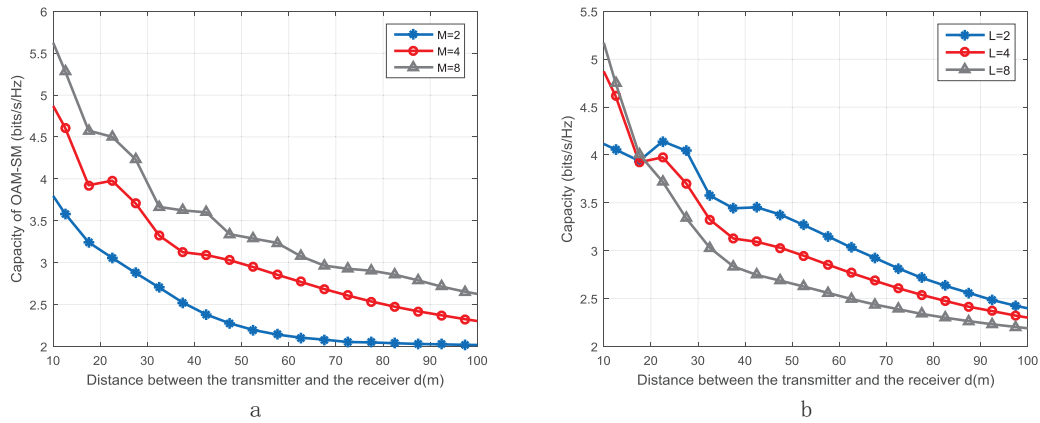 6
5.5
5
4.5
4
3.5
3
2.5
2
Capacity of OAM-SM (bits/s/Hz)
M=2
M=4
M=8
10 20 30 40 50 60 70 80 90 100
Distance between the transmitter and the receiver d(m)
a
5.5
5
4.5
4
3.5
3
2.5
2
Capacity (bits/s/Hz)
L=2
L=4
L=8
10 20 30 40 50 60 70 80 90 100
Distance between the transmitter and the receiver d(m)
b